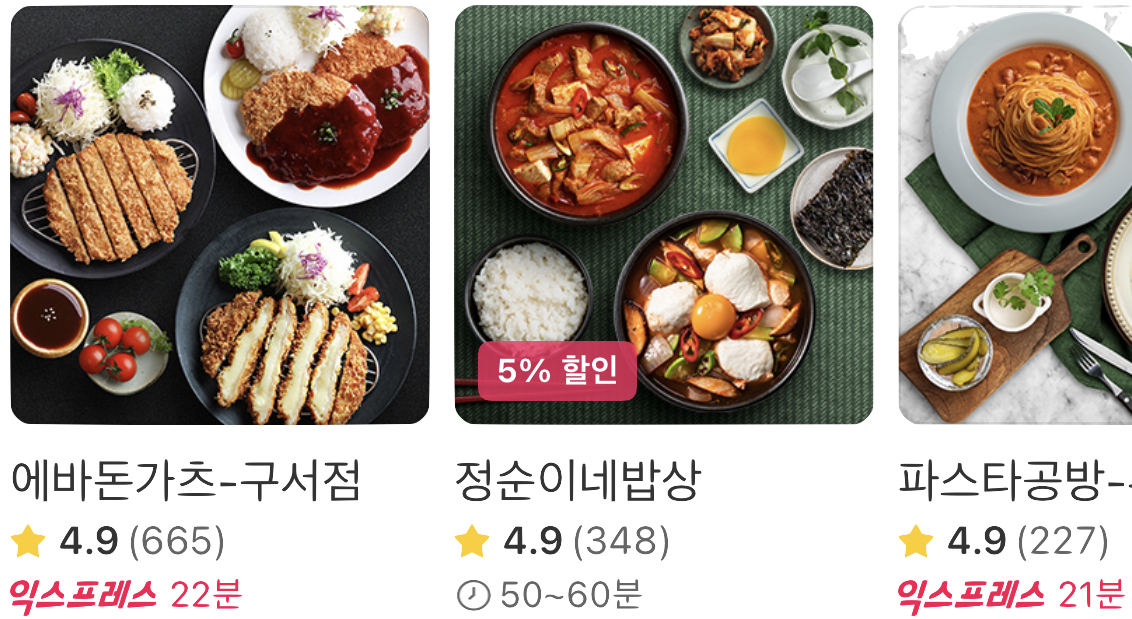 5% 할인
에바돈가츠-구서점
4.9 (665)
익스프레스 22분
정순이네밥상
4.9 (348)
50~60분
파스타공방-
4.9 (227)
익스프레스 21분